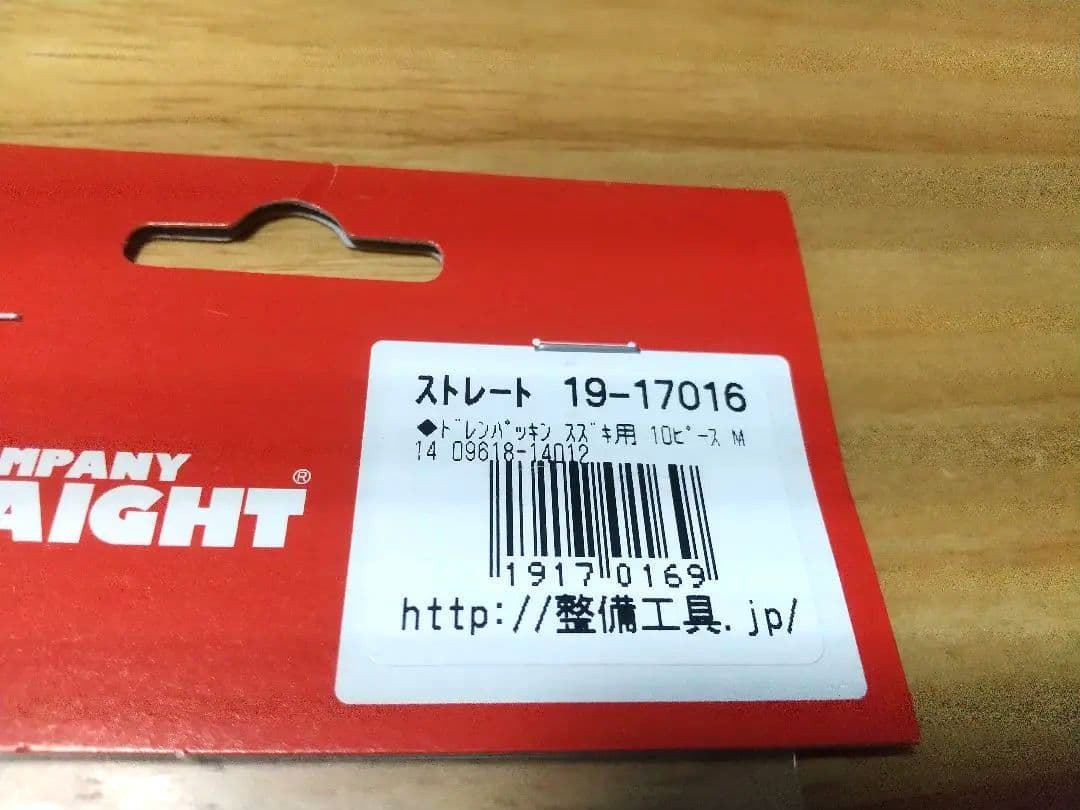 MPANY
AIGHT®
ストレート 19-17016
◆ドレンパッキン スズキ用 10ピース M
14 09618-14012
1917 0169
http://整備工具.jp/